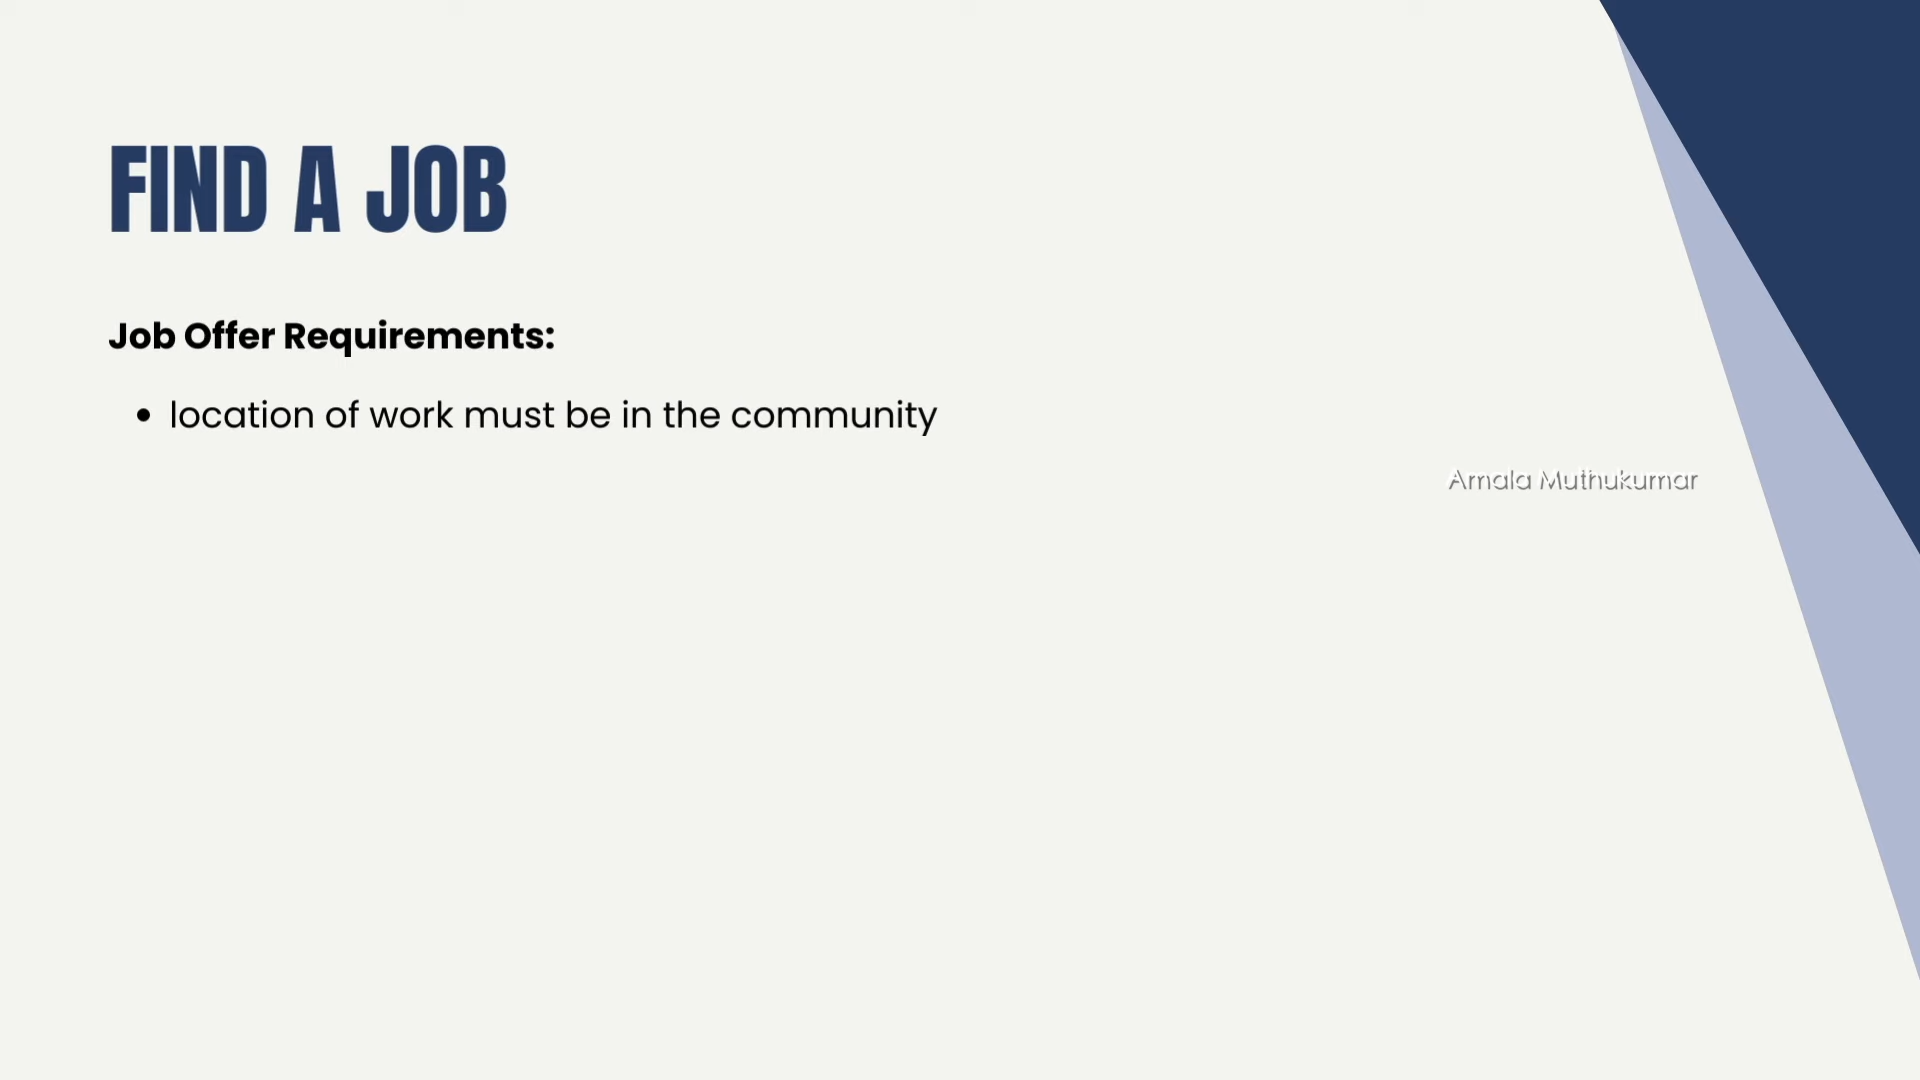 FIND A JOB
Job Offer Requirements:
• location of work must be in the community
Amala Muthukumar